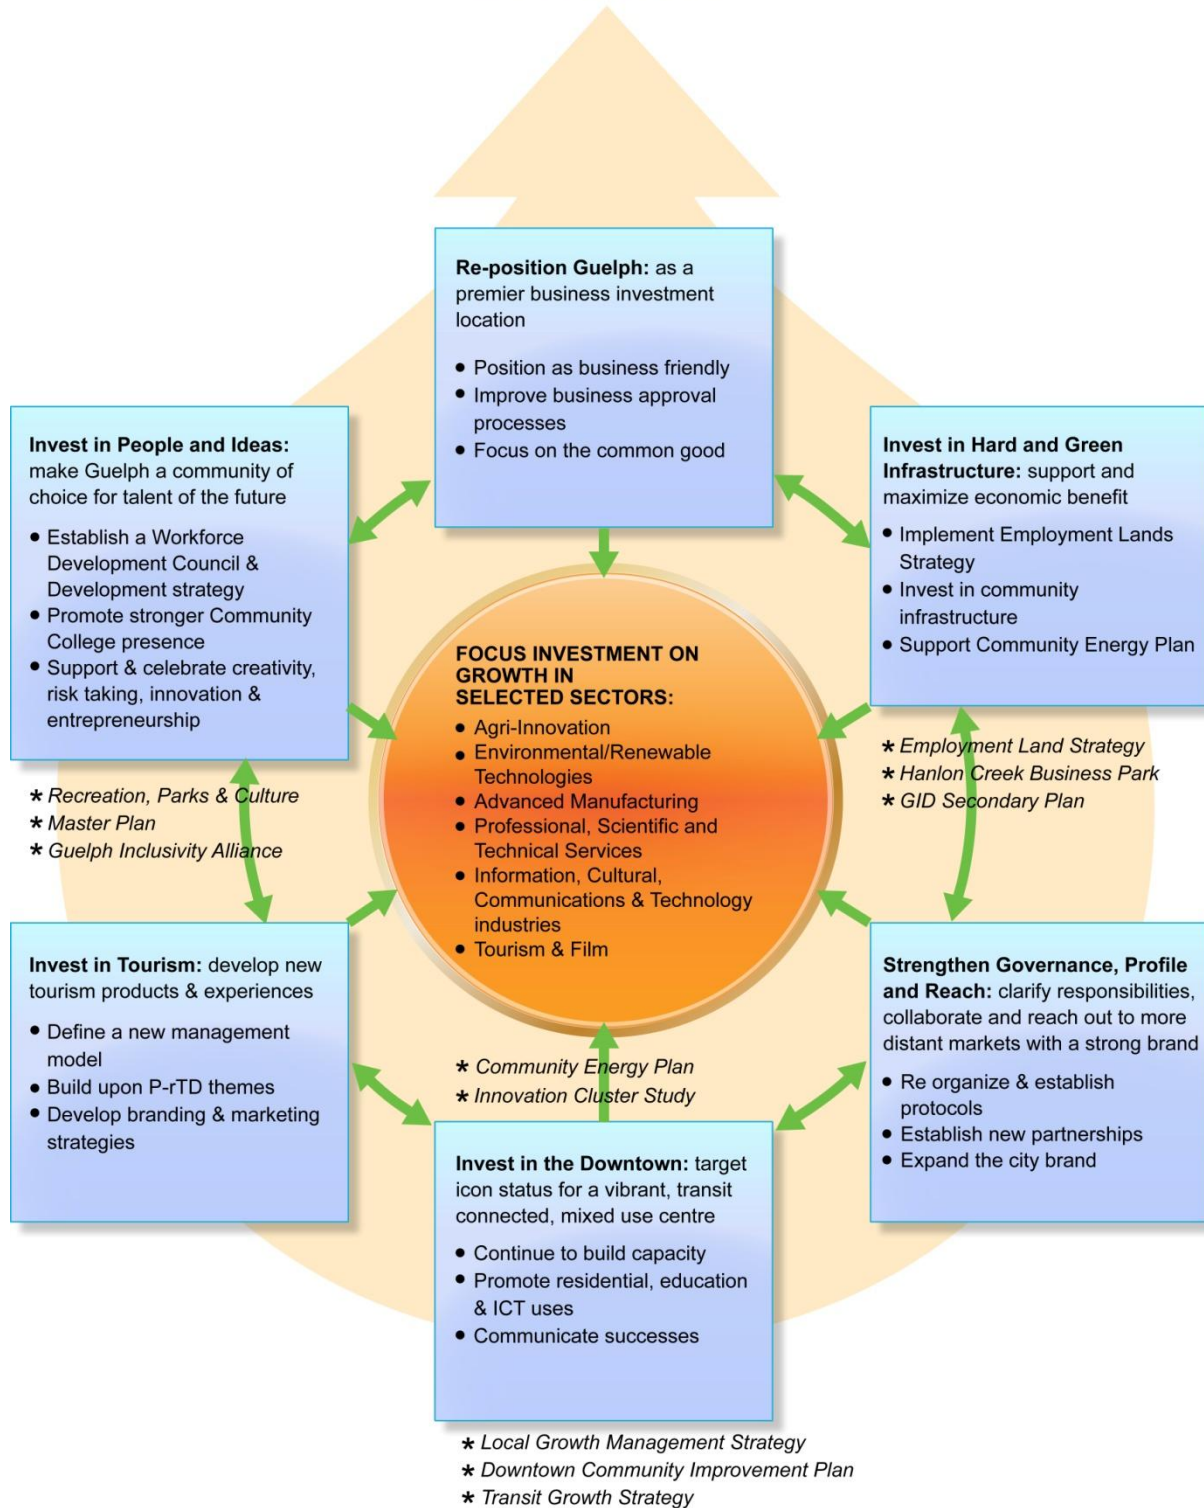 Re-position Guelph: as a
premier business investment
location
● Position as business friendly
● Improve business approval
processes
● Focus on the common good
Invest in People and Ideas:
make Guelph a community of
choice for talent of the future
● Establish a Workforce
Development Council &
Development strategy
● Promote stronger Community
College presence
● Support & celebrate creativity,
risk taking, innovation &
entrepreneurship
Invest in Hard and Green
Infrastructure: support and
maximize economic benefit
● Implement Employment Lands
Strategy
● Invest in community
infrastructure
● Support Community Energy Plan
FOCUS INVESTMENT ON
GROWTH IN
SELECTED SECTORS:
● Agri-Innovation
● Environmental/Renewable
Technologies
● Advanced Manufacturing
● Professional, Scientific and
Technical Services
● Information, Cultural,
Communications & Technology
industries
● Tourism & Film
* Recreation, Parks & Culture
* Master Plan
* Guelph Inclusivity Alliance
* Employment Land Strategy
* Hanlon Creek Business Park
* GID Secondary Plan
Invest in Tourism: develop new
tourism products & experiences
● Define a new management
model
● Build upon P-rTD themes
● Develop branding & marketing
strategies
* Community Energy Plan
* Innovation Cluster Study
Strengthen Governance, Profile
and Reach: clarify responsibilities,
collaborate and reach out to more
distant markets with a strong brand
● Re organize & establish
protocols
● Establish new partnerships
● Expand the city brand
Invest in the Downtown: target
icon status for a vibrant, transit
connected, mixed use centre
● Continue to build capacity
● Promote residential, education
& ICT uses
● Communicate successes
* Local Growth Management Strategy
* Downtown Community Improvement Plan
* Transit Growth Strategy